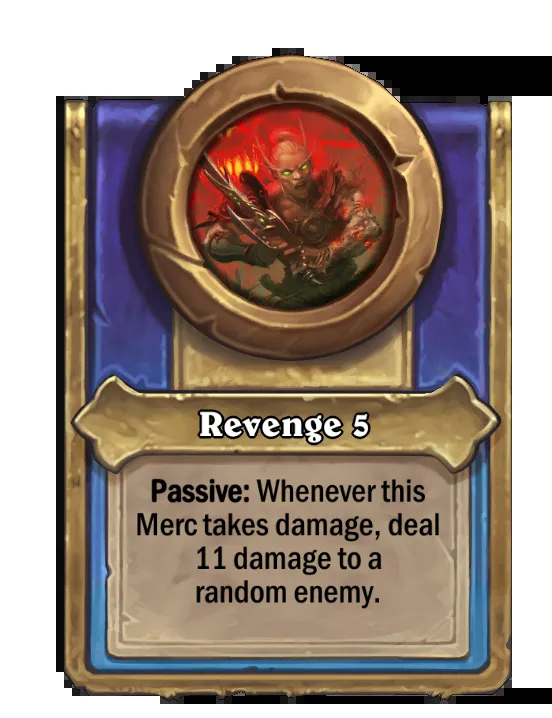 Revenge 5
Passive: Whenever this
Merc takes damage, deal
11 damage to a
random enemy.